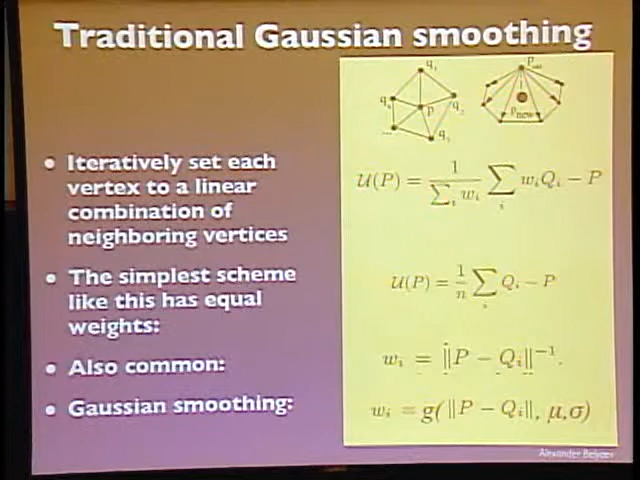 Traditional Gaussian smoothing
q₁
P_old
q₂
p
P_new
q₃
• Iteratively set each
vertex to a linear
combination of
neighboring vertices
U(P) = 1/∑ᵢ wᵢ ∑ᵢ wᵢQᵢ − P
• The simplest scheme
like this has equal
weights:
U(P) = 1/n ∑ᵢ Qᵢ − P
• Also common:
wᵢ = ‖P − Qᵢ‖⁻¹.
• Gaussian smoothing:
wᵢ = g( ‖P − Qᵢ‖, μ,σ)
Alexander Belyaev